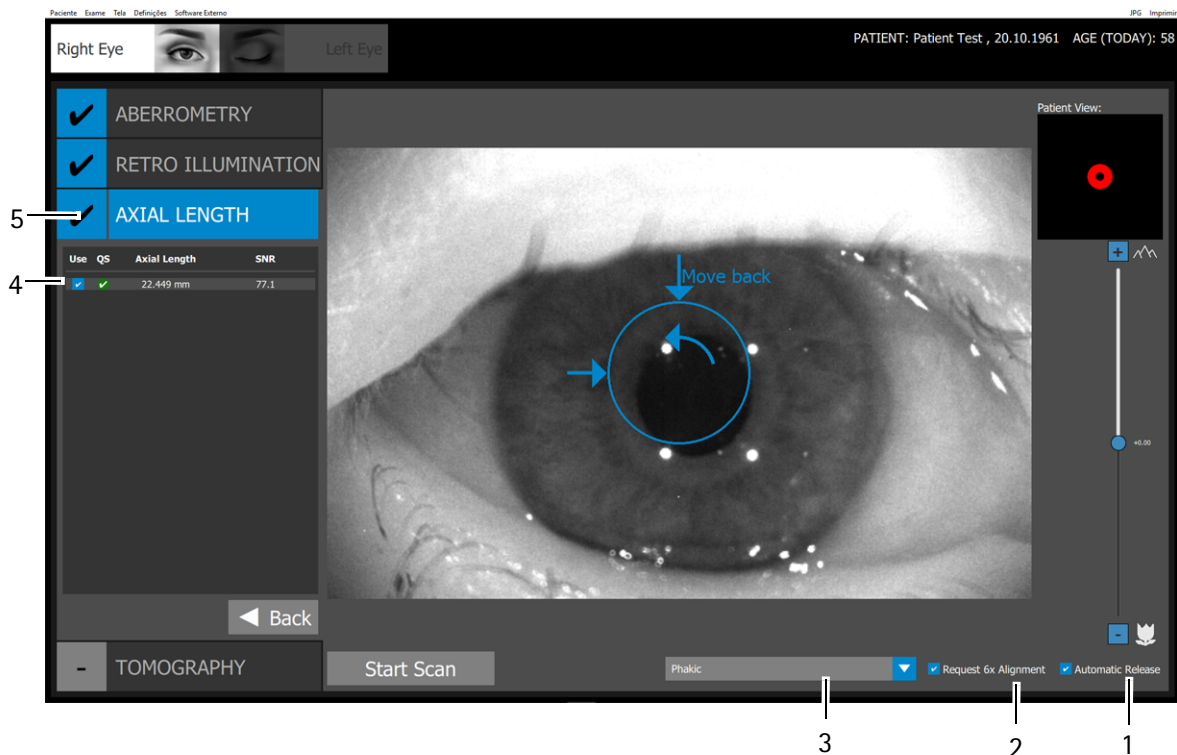 Paciente Exame Tela Definições Software Externo JPG Imprimir
Right Eye Left Eye PATIENT: Patient Test , 20.10.1961 AGE (TODAY): 58
ABERROMETRY
Patient View:
RETRO ILLUMINATION
5 AXIAL LENGTH
Use QS Axial Length SNR
4 22.449 mm 77.1
Move back
+
+0.00
Back
-
- TOMOGRAPHY
Start Scan
Phakic
Request 6x Alignment
Automatic Release
3 2 1